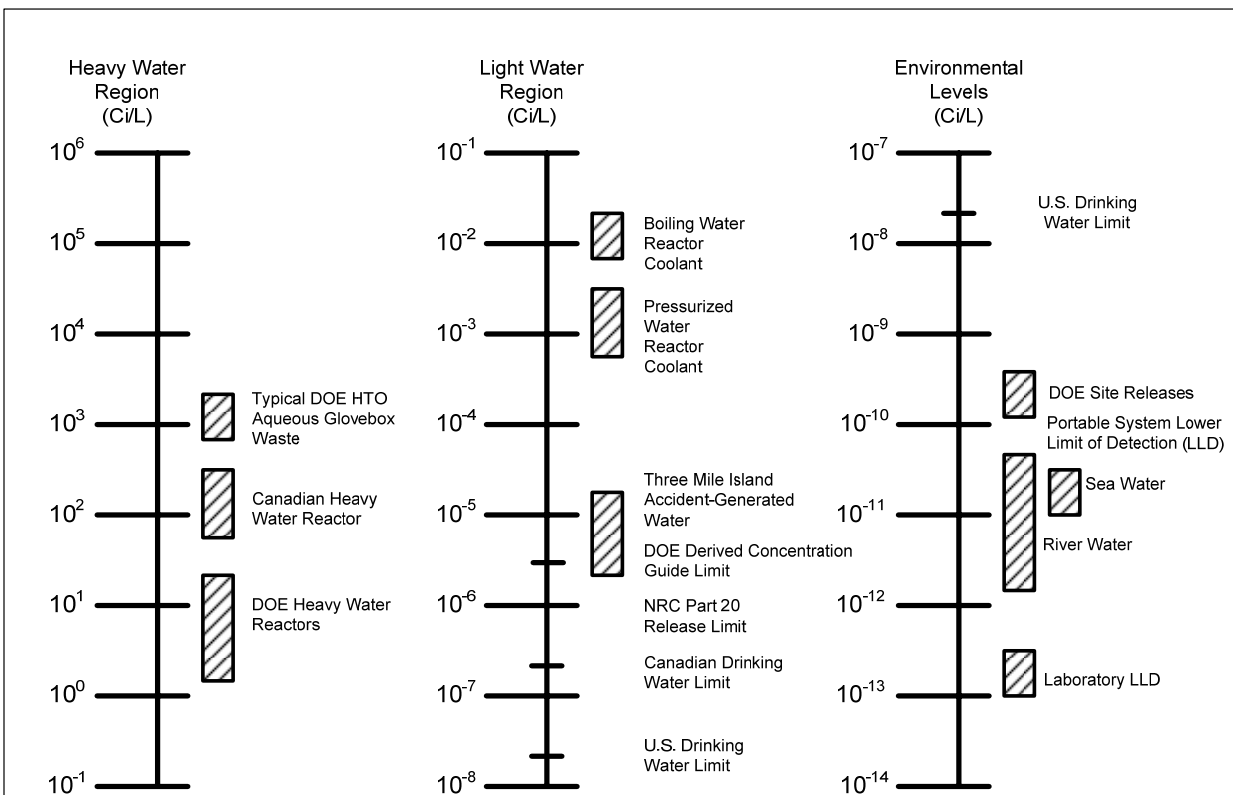 Heavy Water
Region
(Ci/L)
10^6
10^5
10^4
10^3
10^2
10^1
10^0
10^-1
Typical DOE HTO
Aqueous Glovebox
Waste
Canadian Heavy
Water Reactor
DOE Heavy Water
Reactors
Light Water
Region
(Ci/L)
10^-1
10^-2
10^-3
10^-4
10^-5
10^-6
10^-7
10^-8
Boiling Water
Reactor
Coolant
Pressurized
Water
Reactor
Coolant
Three Mile Island
Accident-Generated
Water
DOE Derived Concentration
Guide Limit
NRC Part 20
Release Limit
Canadian Drinking
Water Limit
U.S. Drinking
Water Limit
Environmental
Levels
(Ci/L)
10^-7
10^-8
10^-9
10^-10
10^-11
10^-12
10^-13
10^-14
U.S. Drinking
Water Limit
DOE Site Releases
Portable System Lower
Limit of Detection (LLD)
Sea Water
River Water
Laboratory LLD